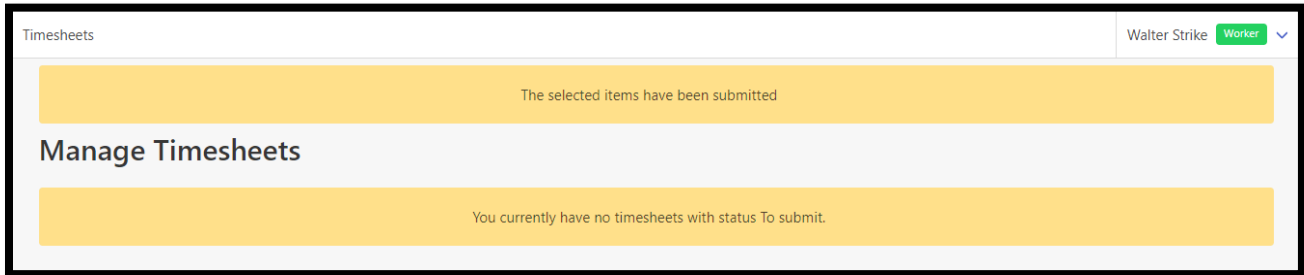 Timesheets
Walter Strike Worker
The selected items have been submitted
Manage Timesheets
You currently have no timesheets with status To submit.